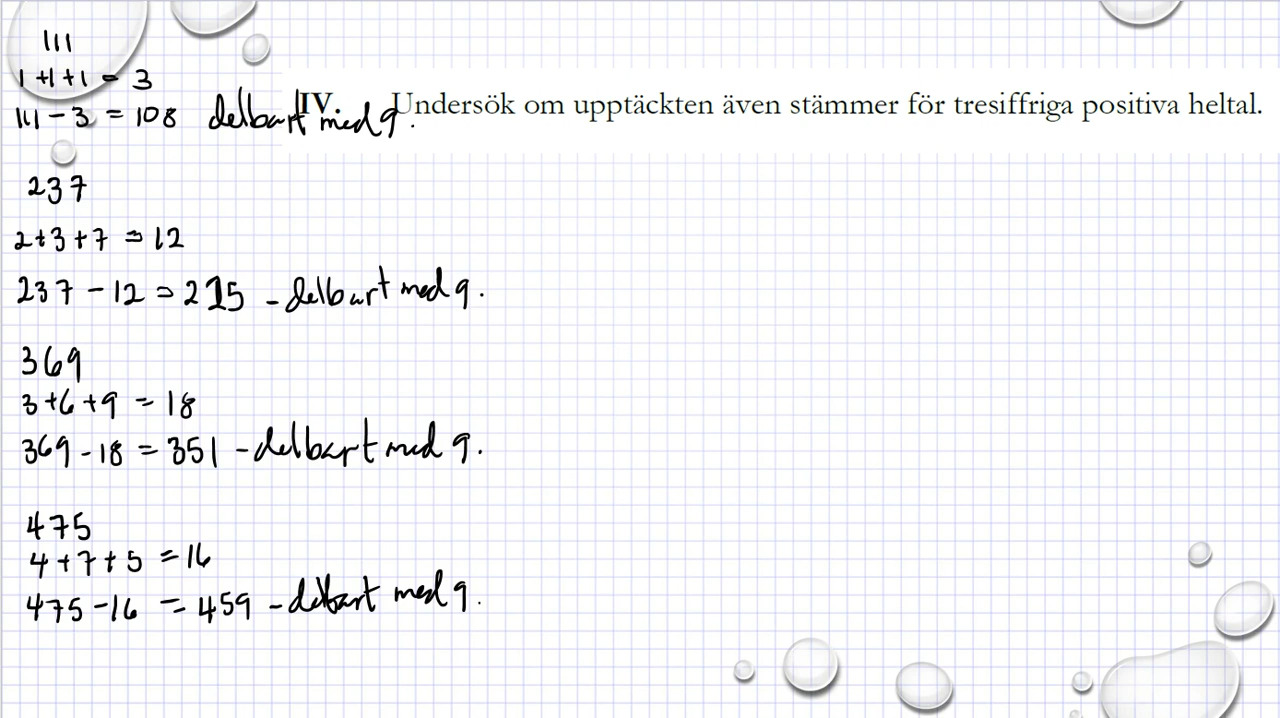 111
1+1+1 = 3
111 - 3 = 108 delbart med 9.
IV. Undersök om upptäckten även stämmer för tresiffriga positiva heltal.
237
2+3+7 = 12
237 - 12 = 225 - delbart med 9.
369
3+6+9 = 18
369 - 18 = 351 - delbart med 9.
475
4+7+5 = 16
475 - 16 = 459 - delbart med 9.